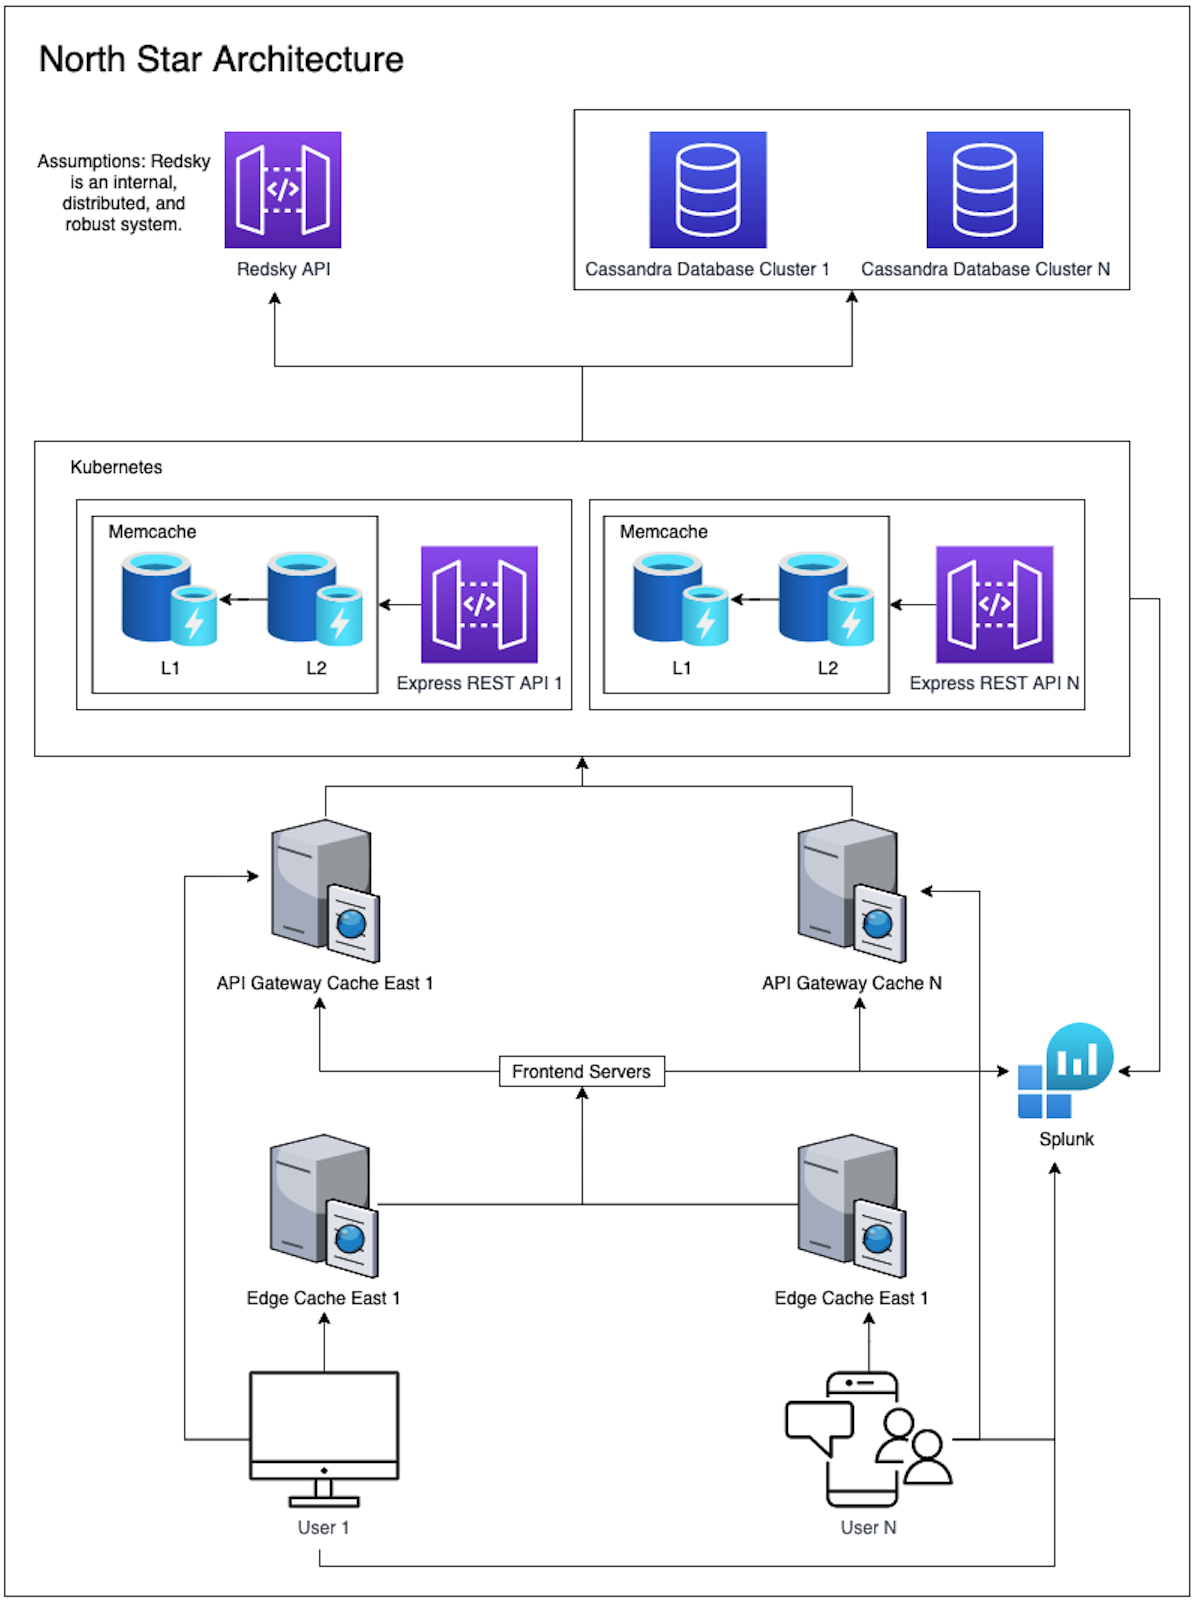 North Star Architecture
Assumptions: Redsky
is an internal,
distributed, and
robust system.
</>
Redsky API
Cassandra Database Cluster 1
Cassandra Database Cluster N
Kubernetes
Memcache
L1
L2
</>
Express REST API 1
Memcache
L1
L2
</>
Express REST API N
API Gateway Cache East 1
API Gateway Cache N
Frontend Servers
Splunk
Edge Cache East 1
Edge Cache East 1
User 1
User N